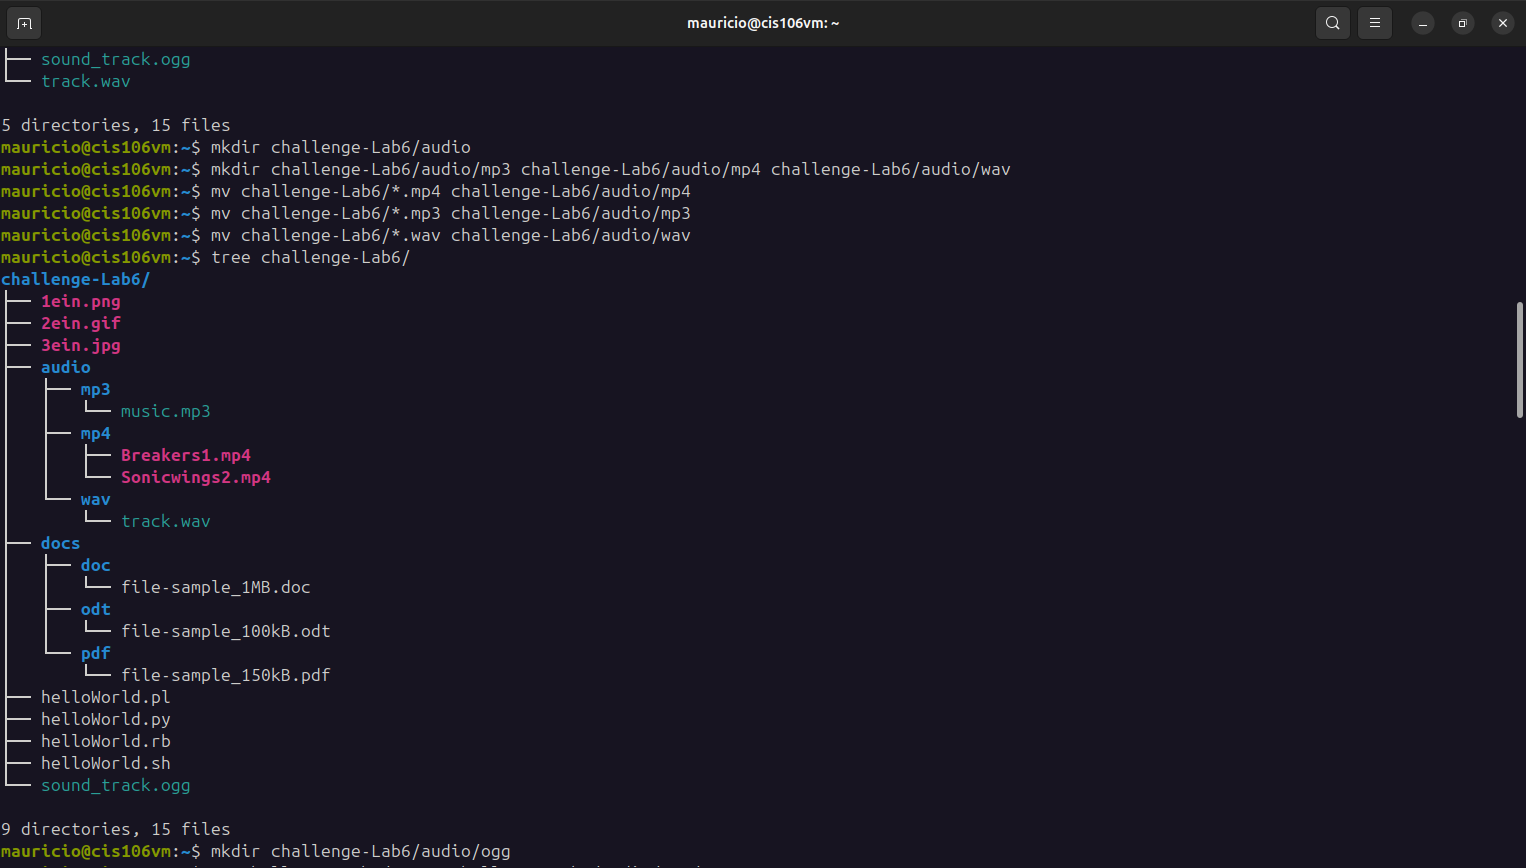 mauricio@cis106vm: ~
├── sound_track.ogg
└── track.wav
5 directories, 15 files
mauricio@cis106vm:~$ mkdir challenge-Lab6/audio
mauricio@cis106vm:~$ mkdir challenge-Lab6/audio/mp3 challenge-Lab6/audio/mp4 challenge-Lab6/audio/wav
mauricio@cis106vm:~$ mv challenge-Lab6/*.mp4 challenge-Lab6/audio/mp4
mauricio@cis106vm:~$ mv challenge-Lab6/*.mp3 challenge-Lab6/audio/mp3
mauricio@cis106vm:~$ mv challenge-Lab6/*.wav challenge-Lab6/audio/wav
mauricio@cis106vm:~$ tree challenge-Lab6/
challenge-Lab6/
├── 1ein.png
├── 2ein.gif
├── 3ein.jpg
├── audio
│   ├── mp3
│   │   └── music.mp3
│   ├── mp4
│   │   ├── Breakers1.mp4
│   │   └── Sonicwings2.mp4
│   └── wav
│       └── track.wav
├── docs
│   ├── doc
│   │   └── file-sample_1MB.doc
│   ├── odt
│   │   └── file-sample_100kB.odt
│   └── pdf
│       └── file-sample_150kB.pdf
├── helloWorld.pl
├── helloWorld.py
├── helloWorld.rb
├── helloWorld.sh
└── sound_track.ogg
9 directories, 15 files
mauricio@cis106vm:~$ mkdir challenge-Lab6/audio/ogg